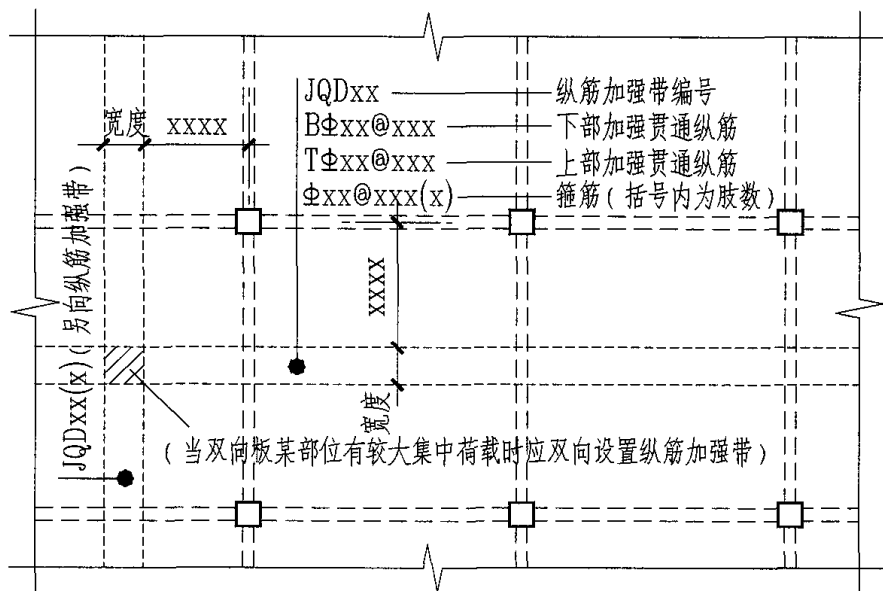 JQDxx 纵筋加强带编号
BΦxx@xxx 下部加强贯通纵筋
TΦxx@xxx 上部加强贯通纵筋
Φxx@xxx(x) 箍筋(括号内为肢数)
宽度 xxxx
xxxx
宽度
JQDxx(x)(另向纵筋加强带)
(当双向板某部位有较大集中荷载时应双向设置纵筋加强带)